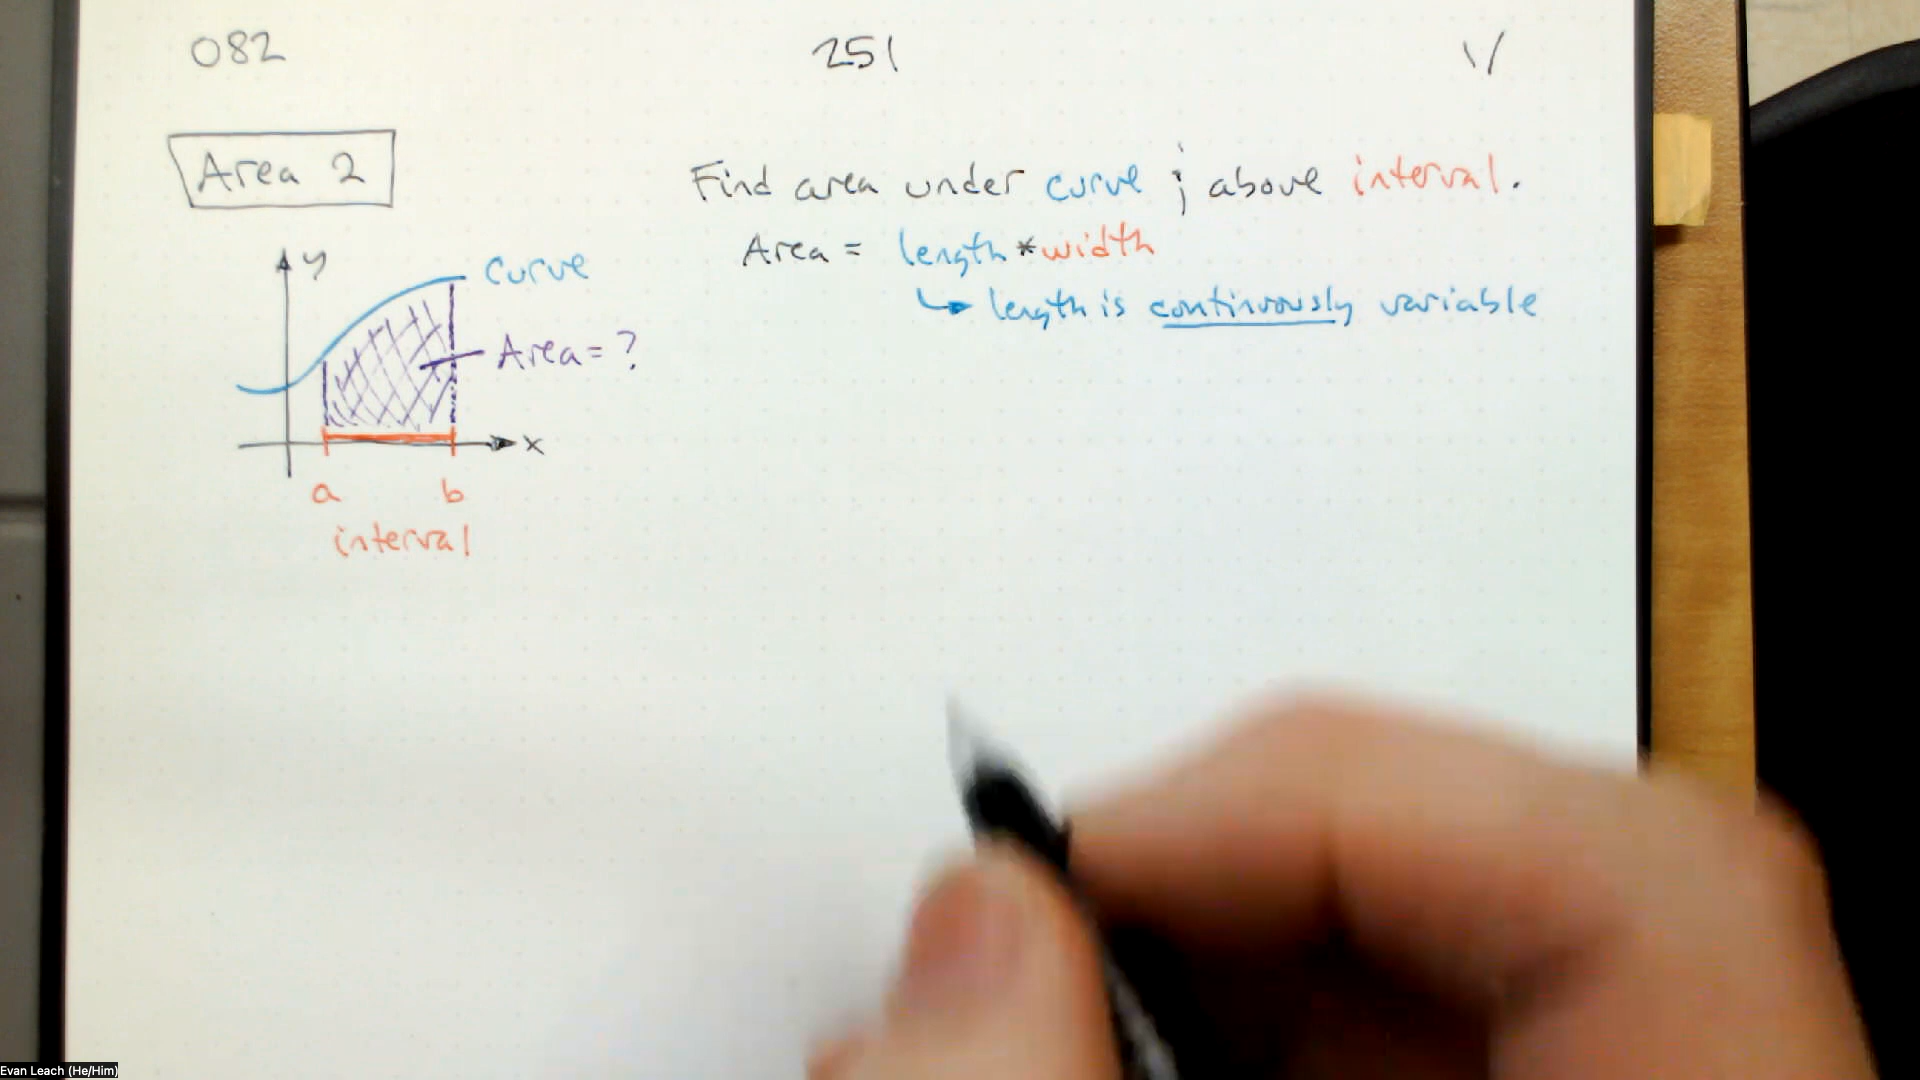 082 251 1/
Area 2
Find area under curve ; above interval.
Area = length * width
↳ length is continuously variable
y
curve
Area = ?
x
a b
interval
Evan Leach (He/Him)